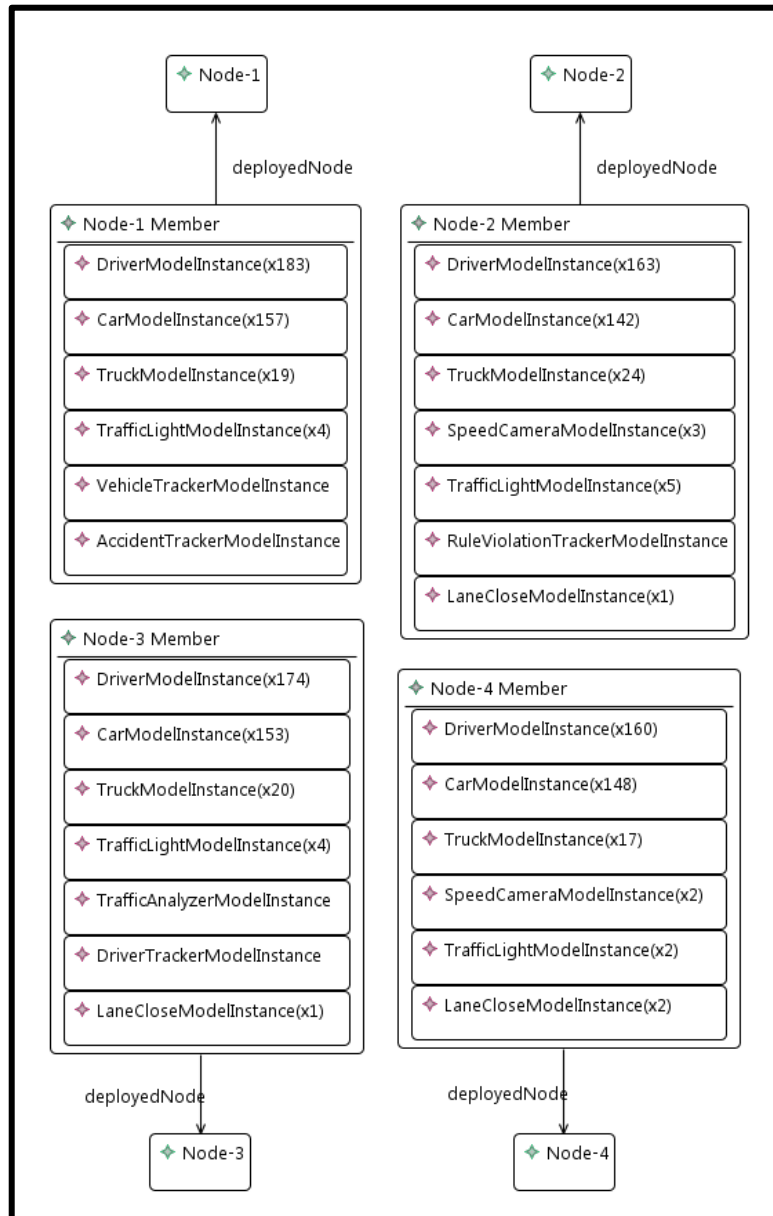 Node-1
deployedNode
Node-1 Member
DriverModelInstance(x183)
CarModelInstance(x157)
TruckModelInstance(x19)
TrafficLightModelInstance(x4)
VehicleTrackerModelInstance
AccidentTrackerModelInstance
Node-2
deployedNode
Node-2 Member
DriverModelInstance(x163)
CarModelInstance(x142)
TruckModelInstance(x24)
SpeedCameraModelInstance(x3)
TrafficLightModelInstance(x5)
RuleViolationTrackerModelInstance
LaneCloseModelInstance(x1)
Node-3 Member
DriverModelInstance(x174)
CarModelInstance(x153)
TruckModelInstance(x20)
TrafficLightModelInstance(x4)
TrafficAnalyzerModelInstance
DriverTrackerModelInstance
LaneCloseModelInstance(x1)
deployedNode
Node-3
Node-4 Member
DriverModelInstance(x160)
CarModelInstance(x148)
TruckModelInstance(x17)
SpeedCameraModelInstance(x2)
TrafficLightModelInstance(x2)
LaneCloseModelInstance(x2)
deployedNode
Node-4